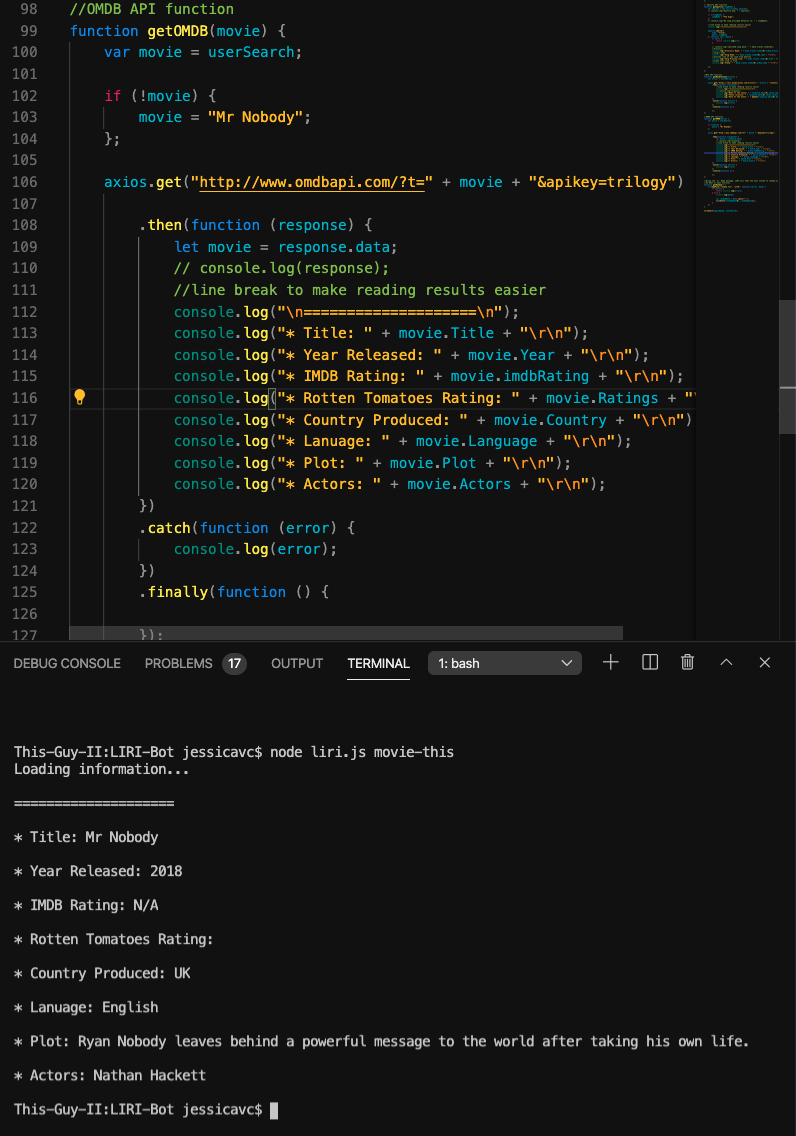 98 //OMDB API function
99 function getOMDB(movie) {
100 var movie = userSearch;
101
102 if (!movie) {
103 movie = "Mr Nobody";
104 };
105
106 axios.get("http://www.omdbapi.com/?t=" + movie + "&apikey=trilogy")
107
108 .then(function (response) {
109 let movie = response.data;
110 // console.log(response);
111 //line break to make reading results easier
112 console.log("\n====================\n");
113 console.log("* Title: " + movie.Title + "\r\n");
114 console.log("* Year Released: " + movie.Year + "\r\n");
115 console.log("* IMDB Rating: " + movie.imdbRating + "\r\n");
116 console.log("* Rotten Tomatoes Rating: " + movie.Ratings + "
117 console.log("* Country Produced: " + movie.Country + "\r\n")
118 console.log("* Lanuage: " + movie.Language + "\r\n");
119 console.log("* Plot: " + movie.Plot + "\r\n");
120 console.log("* Actors: " + movie.Actors + "\r\n");
121 })
122 .catch(function (error) {
123 console.log(error);
124 })
125 .finally(function () {
126
127 });
DEBUG CONSOLE PROBLEMS 17 OUTPUT TERMINAL 1: bash
This-Guy-II:LIRI-Bot jessicavc$ node liri.js movie-this
Loading information...
====================
* Title: Mr Nobody
* Year Released: 2018
* IMDB Rating: N/A
* Rotten Tomatoes Rating:
* Country Produced: UK
* Lanuage: English
* Plot: Ryan Nobody leaves behind a powerful message to the world after taking his own life.
* Actors: Nathan Hackett
This-Guy-II:LIRI-Bot jessicavc$